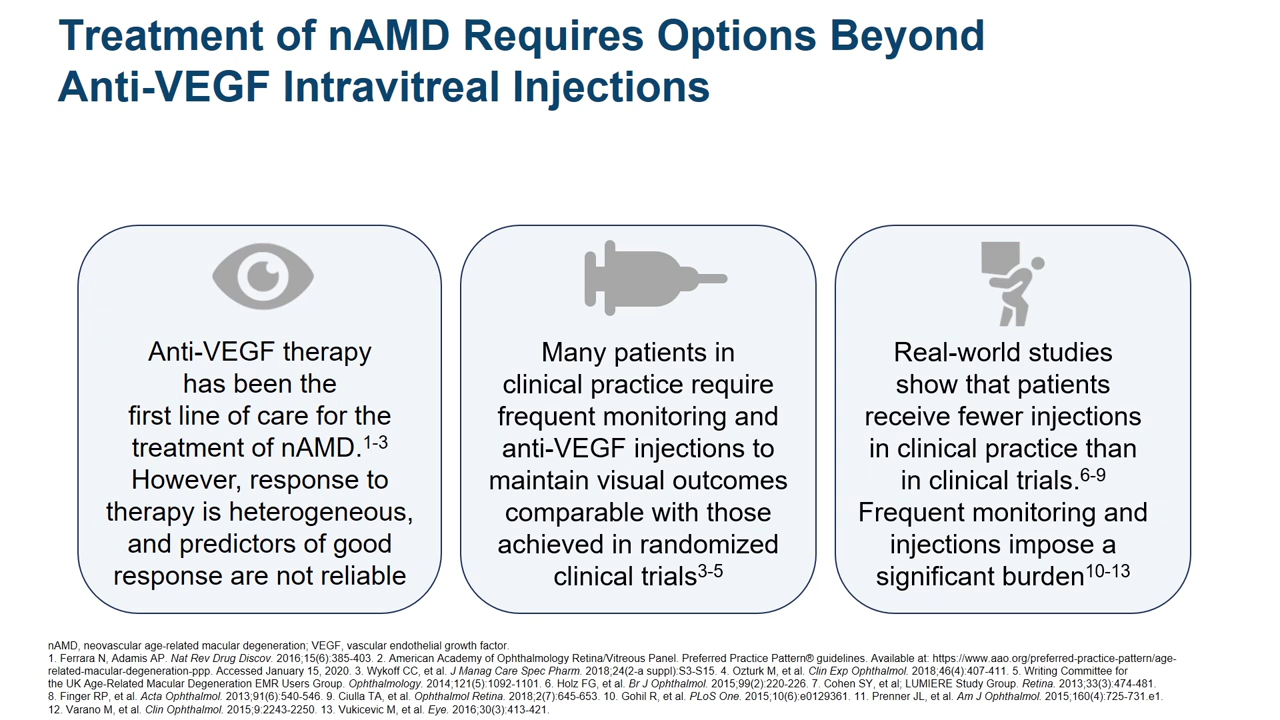 Treatment of nAMD Requires Options Beyond
Anti-VEGF Intravitreal Injections
Anti-VEGF therapy
has been the
first line of care for the
treatment of nAMD.1-3
However, response to
therapy is heterogeneous,
and predictors of good
response are not reliable
Many patients in
clinical practice require
frequent monitoring and
anti-VEGF injections to
maintain visual outcomes
comparable with those
achieved in randomized
clinical trials3-5
Real-world studies
show that patients
receive fewer injections
in clinical practice than
in clinical trials.6-9
Frequent monitoring and
injections impose a
significant burden10-13
nAMD, neovascular age-related macular degeneration; VEGF, vascular endothelial growth factor.
1. Ferrara N, Adamis AP. Nat Rev Drug Discov. 2016;15(6):385-403. 2. American Academy of Ophthalmology Retina/Vitreous Panel. Preferred Practice Pattern® guidelines. Available at: https://www.aao.org/preferred-practice-pattern/age-
related-macular-degeneration-ppp. Accessed January 15, 2020. 3. Wykoff CC, et al. J Manag Care Spec Pharm. 2018;24(2-a suppl):S3-S15. 4. Ozturk M, et al. Clin Exp Ophthalmol. 2018;46(4):407-411. 5. Writing Committee for
the UK Age-Related Macular Degeneration EMR Users Group. Ophthalmology. 2014;121(5):1092-1101. 6. Holz FG, et al. Br J Ophthalmol. 2015;99(2):220-226. 7. Cohen SY, et al; LUMIERE Study Group. Retina. 2013;33(3):474-481.
8. Finger RP, et al. Acta Ophthalmol. 2013;91(6):540-546. 9. Ciulla TA, et al. Ophthalmol Retina. 2018;2(7):645-653. 10. Gohil R, et al. PLoS One. 2015;10(6):e0129361. 11. Prenner JL, et al. Am J Ophthalmol. 2015;160(4):725-731.e1.
12. Varano M, et al. Clin Ophthalmol. 2015;9:2243-2250. 13. Vukicevic M, et al. Eye. 2016;30(3):413-421.